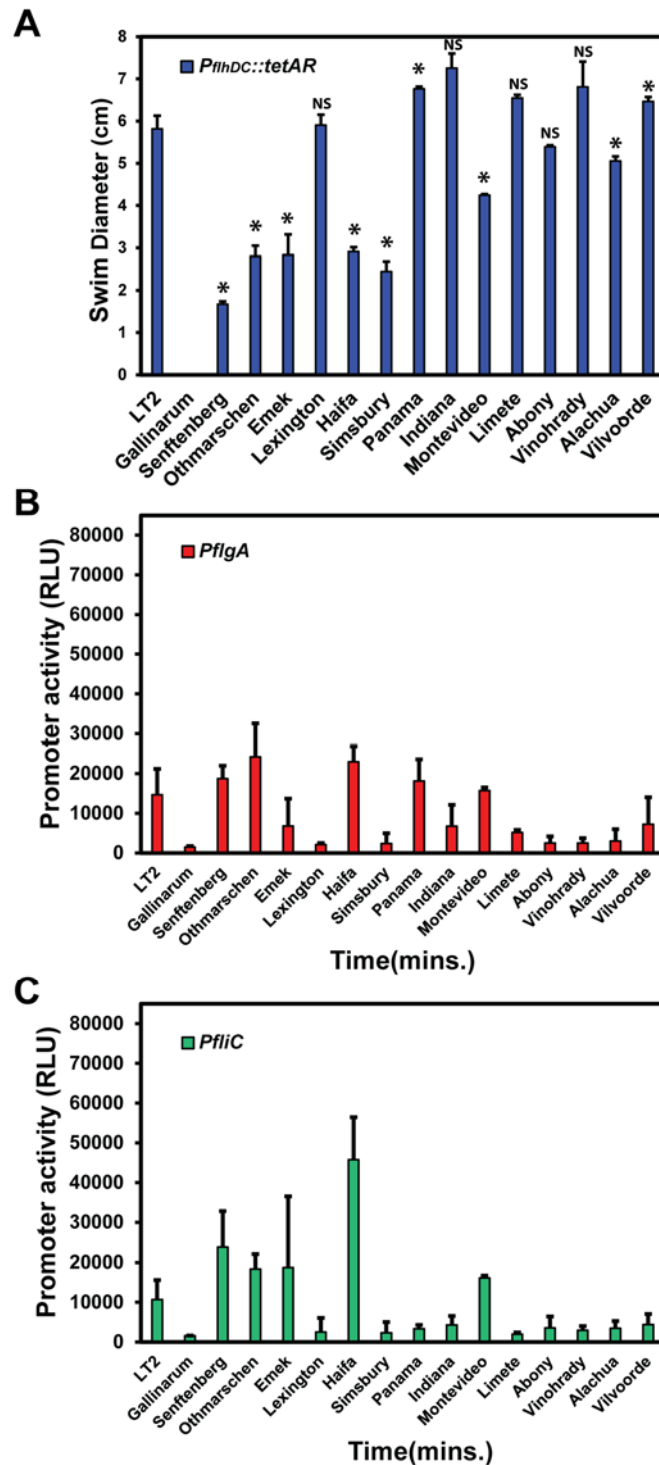 A
PflhDC::tetAR
Swim Diameter (cm)
8
7
6
5
4
3
2
1
0
* * * NS * * * NS * NS NS NS * *
LT2 Gallinarum Senftenberg Othmarschen Emek Lexington Haifa Simsbury Panama Indiana Montevideo Limete Abony Vinohrady Alachua Vilvoorde
B
PflgA
Promoter activity (RLU)
80000
70000
60000
50000
40000
30000
20000
10000
0
LT2 Gallinarum Senftenberg Othmarschen Emek Lexington Haifa Simsbury Panama Indiana Montevideo Limete Abony Vinohrady Alachua Vilvoorde
Time(mins.)
C
PfliC
Promoter activity (RLU)
80000
70000
60000
50000
40000
30000
20000
10000
0
LT2 Gallinarum Senftenberg Othmarschen Emek Lexington Haifa Simsbury Panama Indiana Montevideo Limete Abony Vinohrady Alachua Vilvoorde
Time(mins.)